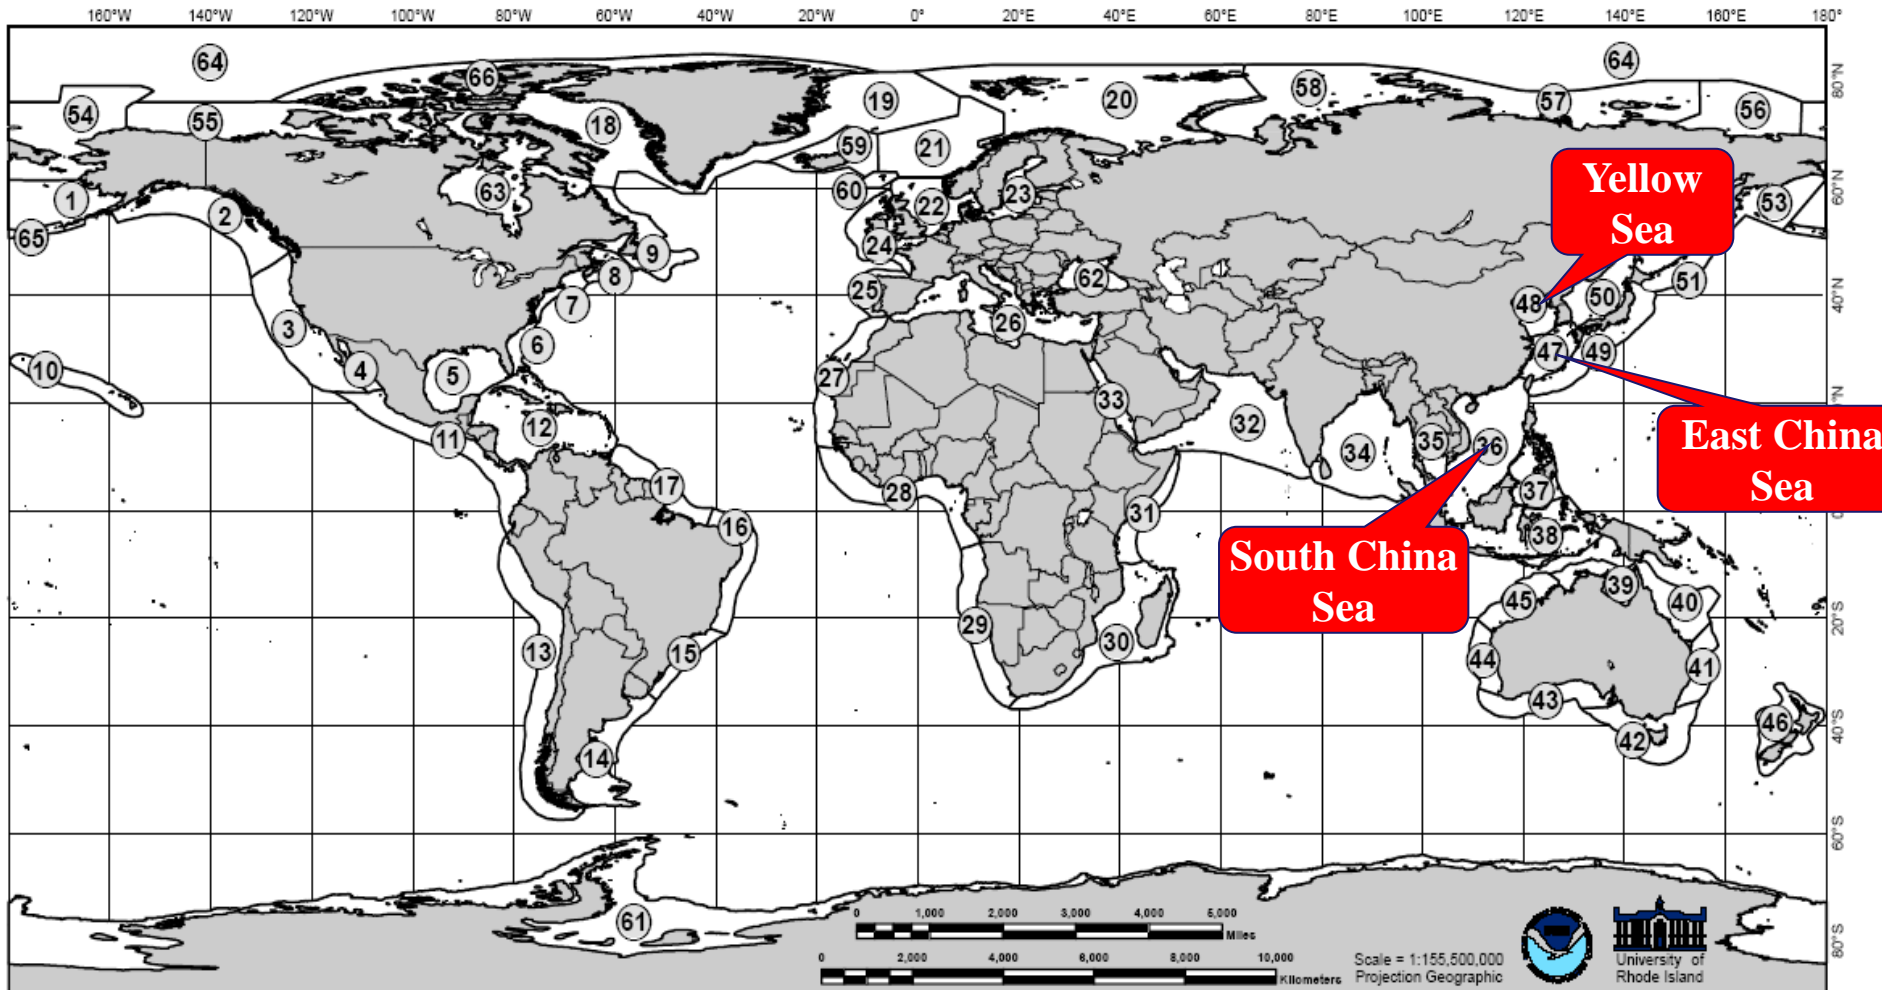 160°W 140°W 120°W 100°W 80°W 60°W 40°W 20°W 0° 20°E 40°E 60°E 80°E 100°E 120°E 140°E 160°E 180°
64 64
66
80°N
54 55 18 19 20 58 57 56
59 21
Yellow
Sea
60°N
1 2 63 60 22 23 53
65 9 24
8 62
25 7 48 50 51
40°N
3 6 26 47 49
10 4 5 27
33
20°N
East China
Sea
11 12 32 34 35 36
17 28 37
0°
16 31 38
South China
Sea
39
45 40
20°S
13 15 29 30 44 41
43
14 42 46
40°S
60°S
61
80°S
0 1,000 2,000 3,000 4,000 5,000
Miles
0 2,000 4,000 6,000 8,000 10,000
Kilometers
Scale = 1:155,500,000
Projection Geographic
University of
Rhode Island